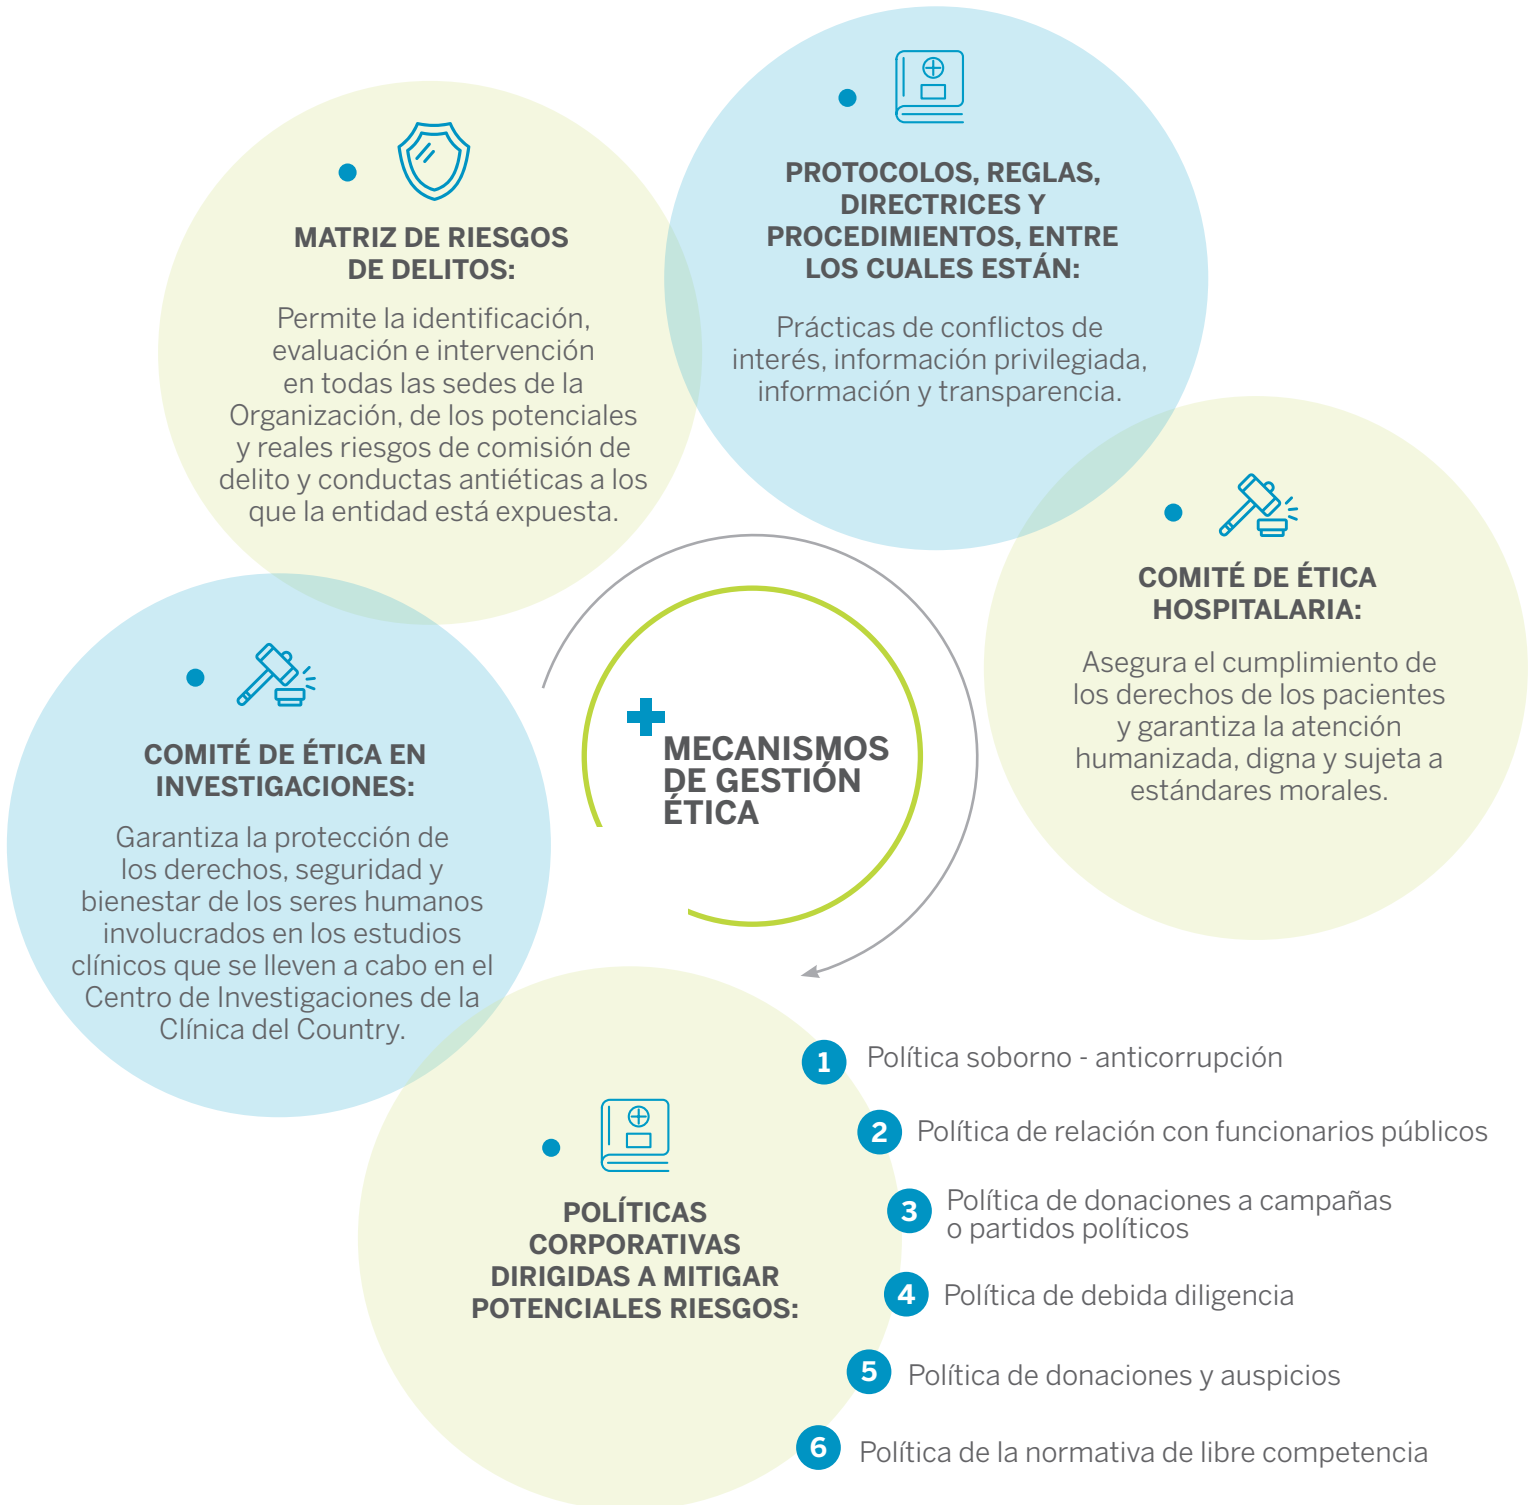 PROTOCOLOS, REGLAS,
DIRECTRICES Y
PROCEDIMIENTOS, ENTRE
LOS CUALES ESTÁN:
Prácticas de conflictos de
interés, información privilegiada,
información y transparencia.
MATRIZ DE RIESGOS
DE DELITOS:
Permite la identificación,
evaluación e intervención
en todas las sedes de la
Organización, de los potenciales
y reales riesgos de comisión de
delito y conductas antiéticas a los
que la entidad está expuesta.
COMITÉ DE ÉTICA
HOSPITALARIA:
Asegura el cumplimiento de
los derechos de los pacientes
y garantiza la atención
humanizada, digna y sujeta a
estándares morales.
MECANISMOS
DE GESTIÓN
ÉTICA
COMITÉ DE ÉTICA EN
INVESTIGACIONES:
Garantiza la protección de
los derechos, seguridad y
bienestar de los seres humanos
involucrados en los estudios
clínicos que se lleven a cabo en el
Centro de Investigaciones de la
Clínica del Country.
POLÍTICAS
CORPORATIVAS
DIRIGIDAS A MITIGAR
POTENCIALES RIESGOS:
1 Política soborno - anticorrupción
2 Política de relación con funcionarios públicos
3 Política de donaciones a campañas
o partidos políticos
4 Política de debida diligencia
5 Política de donaciones y auspicios
6 Política de la normativa de libre competencia